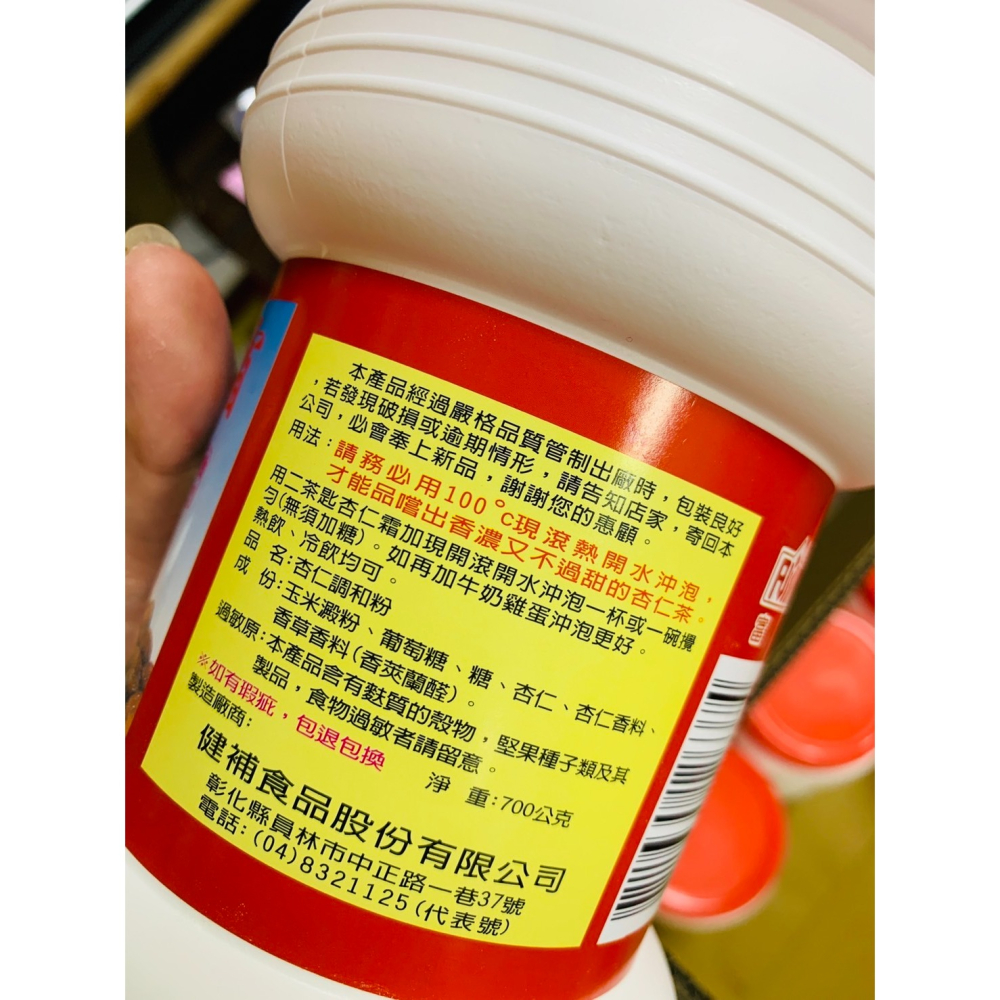 本產品經過嚴格品質管制出廠時，包裝良好
，若發現破損或逾期情形，請告知店家，寄回本
公司，必會奉上新品，謝謝您的惠顧。
用法：請務必用100°C現滾熱開水沖泡，
才能品嚐出香濃又不過甜的杏仁茶。
用二茶匙杏仁霜加現開滾開水沖泡一杯或一碗攪
勻(無須加糖)。如再加牛奶雞蛋沖泡更好。
熱飲、冷飲均可。
品 名:杏仁調和粉
成 份:玉米澱粉、葡萄糖、糖、杏仁、杏仁香料、
香草香料(香莢蘭醛)。
過敏原:本產品含有麩質的穀物，堅果種子類及其
製品，食物過敏者請留意。
※如有瑕疵，包退包換
淨 重:700公克
製造廠商:
健補食品股份有限公司
彰化縣員林市中正路一巷37號
電話:(04)8321125(代表號)